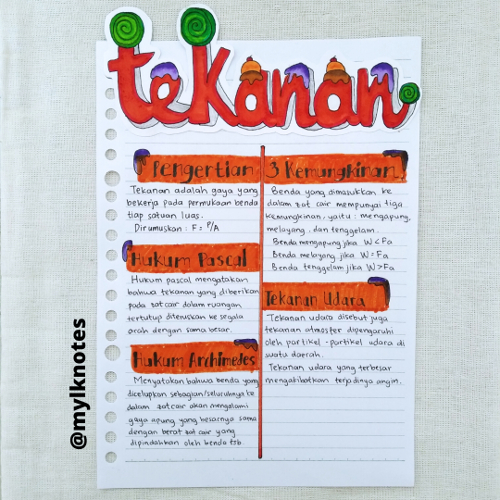 tekanan
Pengertian
Tekanan adalah gaya yang
bekerja pada permukaan benda
tiap satuan luas.
Dirumuskan : F = P/A
Hukum Pascal
Hukum pascal mengatakan
bahwa tekanan yang diberikan
pada zat cair dalam ruangan
tertutup diteruskan ke segala
arah dengan sama besar.
Hukum Archimedes
Menyatakan bahwa benda yang
dicelupkan sebagian/seluruhnya ke
dalam zat cair akan mengalami
gaya apung yang besarnya sama
dengan berat zat cair yang
dipindahkan oleh benda tsb
3 Kemungkinan
Benda yang dimasukkan ke
dalam zat cair mempunyai tiga
kemungkinan, yaitu : mengapung,
melayang, dan tenggelam.
Benda mengapung jika W < Fa
Benda melayang jika W = Fa
Benda tenggelam jika W > Fa
Tekanan Udara
Tekanan udara disebut juga
tekanan atmosfer dipengaruhi
oleh partikel-partikel udara di
suatu daerah.
Tekanan udara yang terbesar
mengakibatkan terjadinya angin.
@mylknotes